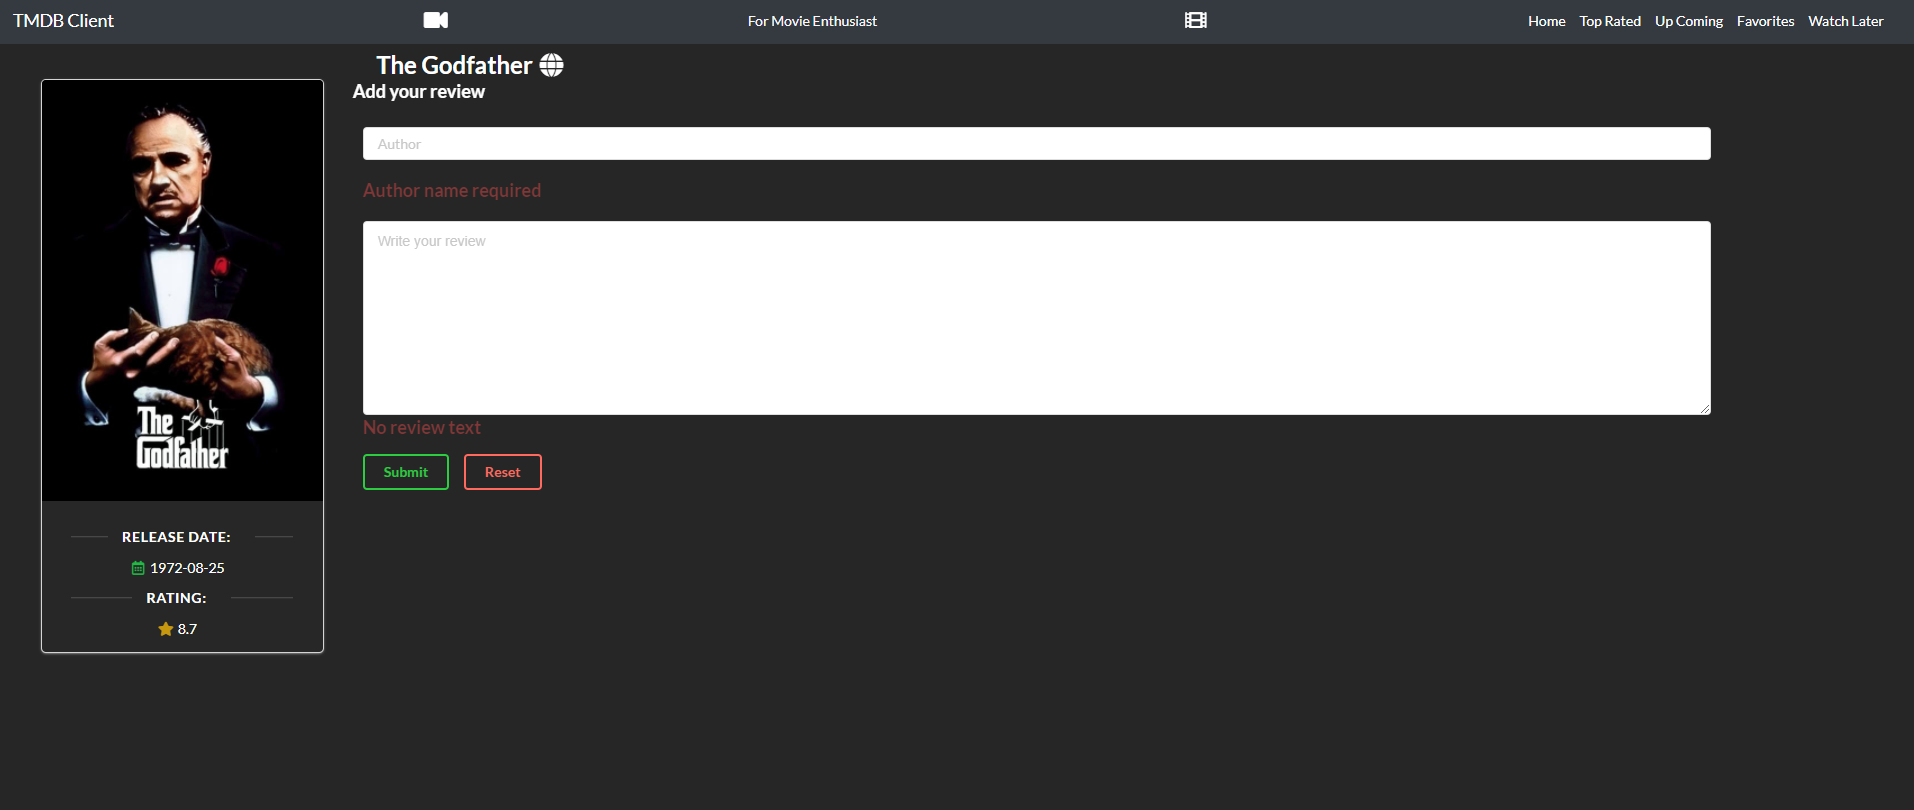 TMDB Client
For Movie Enthusiast
Home Top Rated Up Coming Favorites Watch Later
The Godfather
Add your review
Author
Author name required
Write your review
No review text
Submit Reset
The
Godfather
RELEASE DATE:
1972-08-25
RATING:
8.7